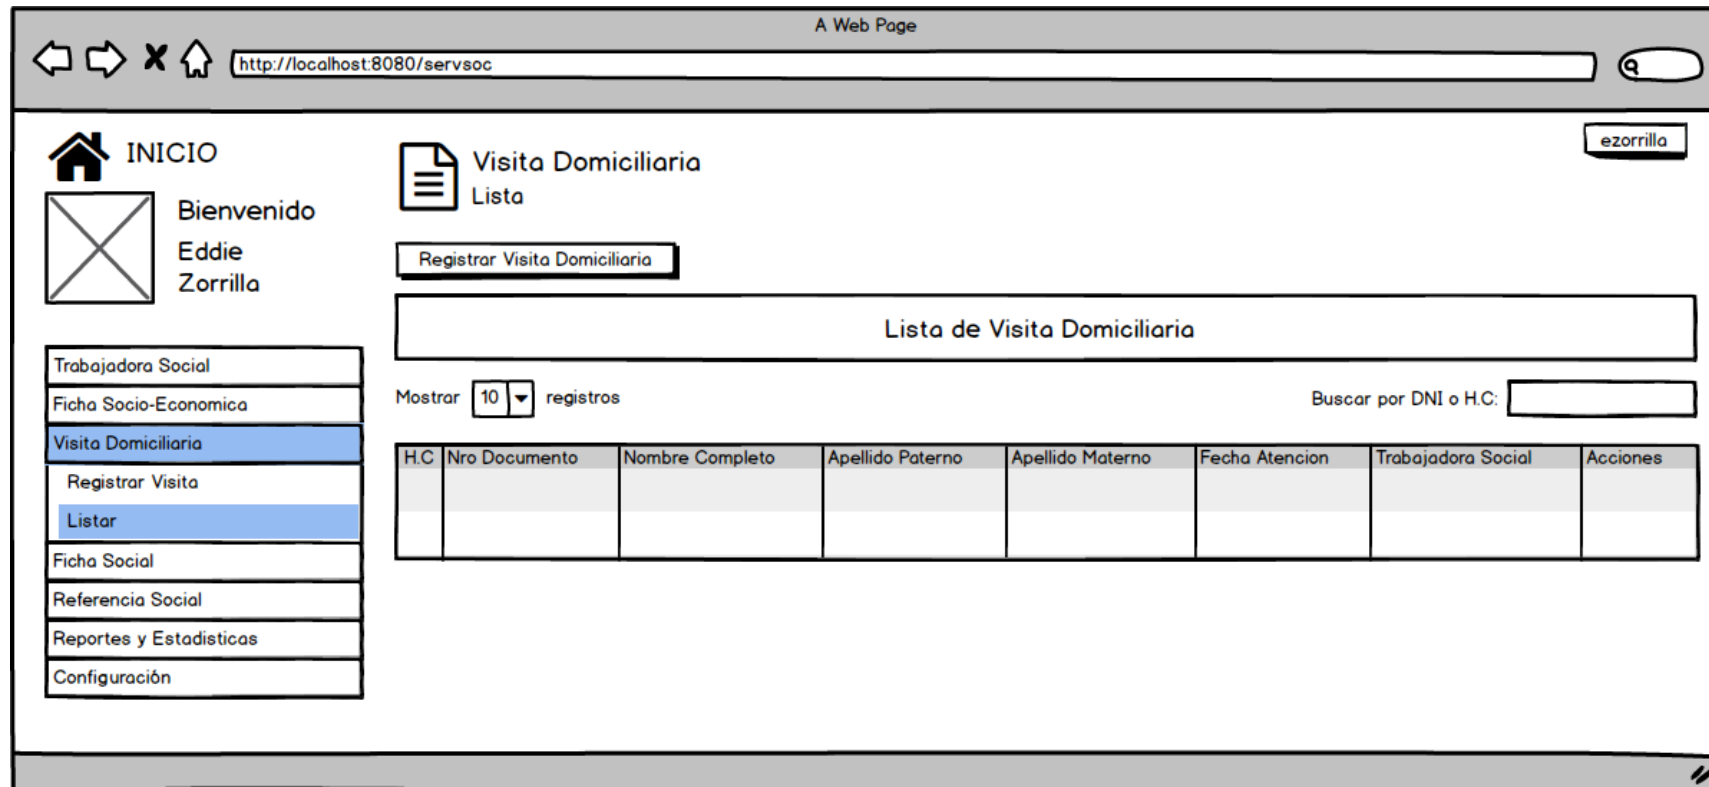 A Web Page
http://localhost:8080/servsoc
INICIO
Bienvenido
Eddie
Zorrilla
Trabajadora Social
Ficha Socio-Economica
Visita Domiciliaria
Registrar Visita
Listar
Ficha Social
Referencia Social
Reportes y Estadisticas
Configuración
ezorrilla
Visita Domiciliaria
Lista
Registrar Visita Domiciliaria
Lista de Visita Domiciliaria
Mostrar 10 registros
Buscar por DNI o H.C:
H.C Nro Documento Nombre Completo Apellido Paterno Apellido Materno Fecha Atencion Trabajadora Social Acciones